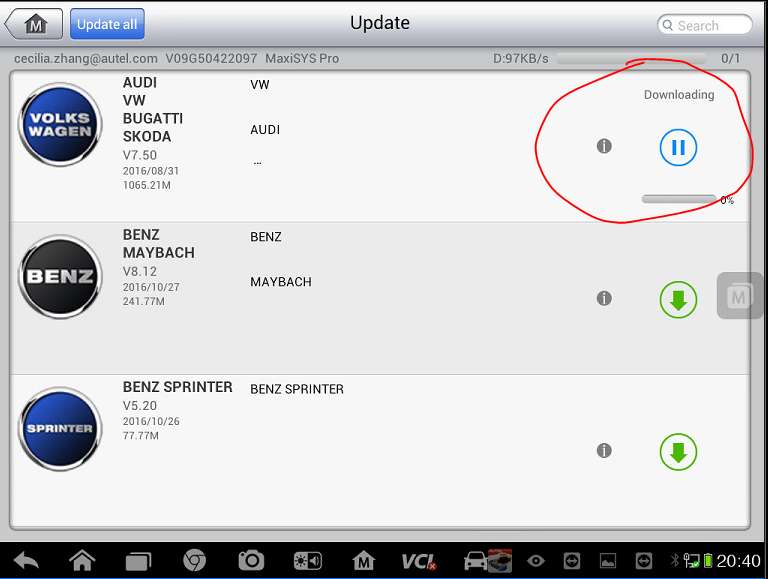 M
Update all
Update
Search
cecilia.zhang@autel.com V09G50422097 MaxiSYS Pro
D:97KB/s
0/1
VOLKS
WAGEN
AUDI
VW
BUGATTI
SKODA
V7.50
2016/08/31
1065.21M
VW
AUDI
...
Downloading
i
0%
BENZ
BENZ
MAYBACH
V8.12
2016/10/27
241.77M
BENZ
MAYBACH
i
M
SPRINTER
BENZ SPRINTER
V5.20
2016/10/26
77.77M
BENZ SPRINTER
i
M
VCI
20:40